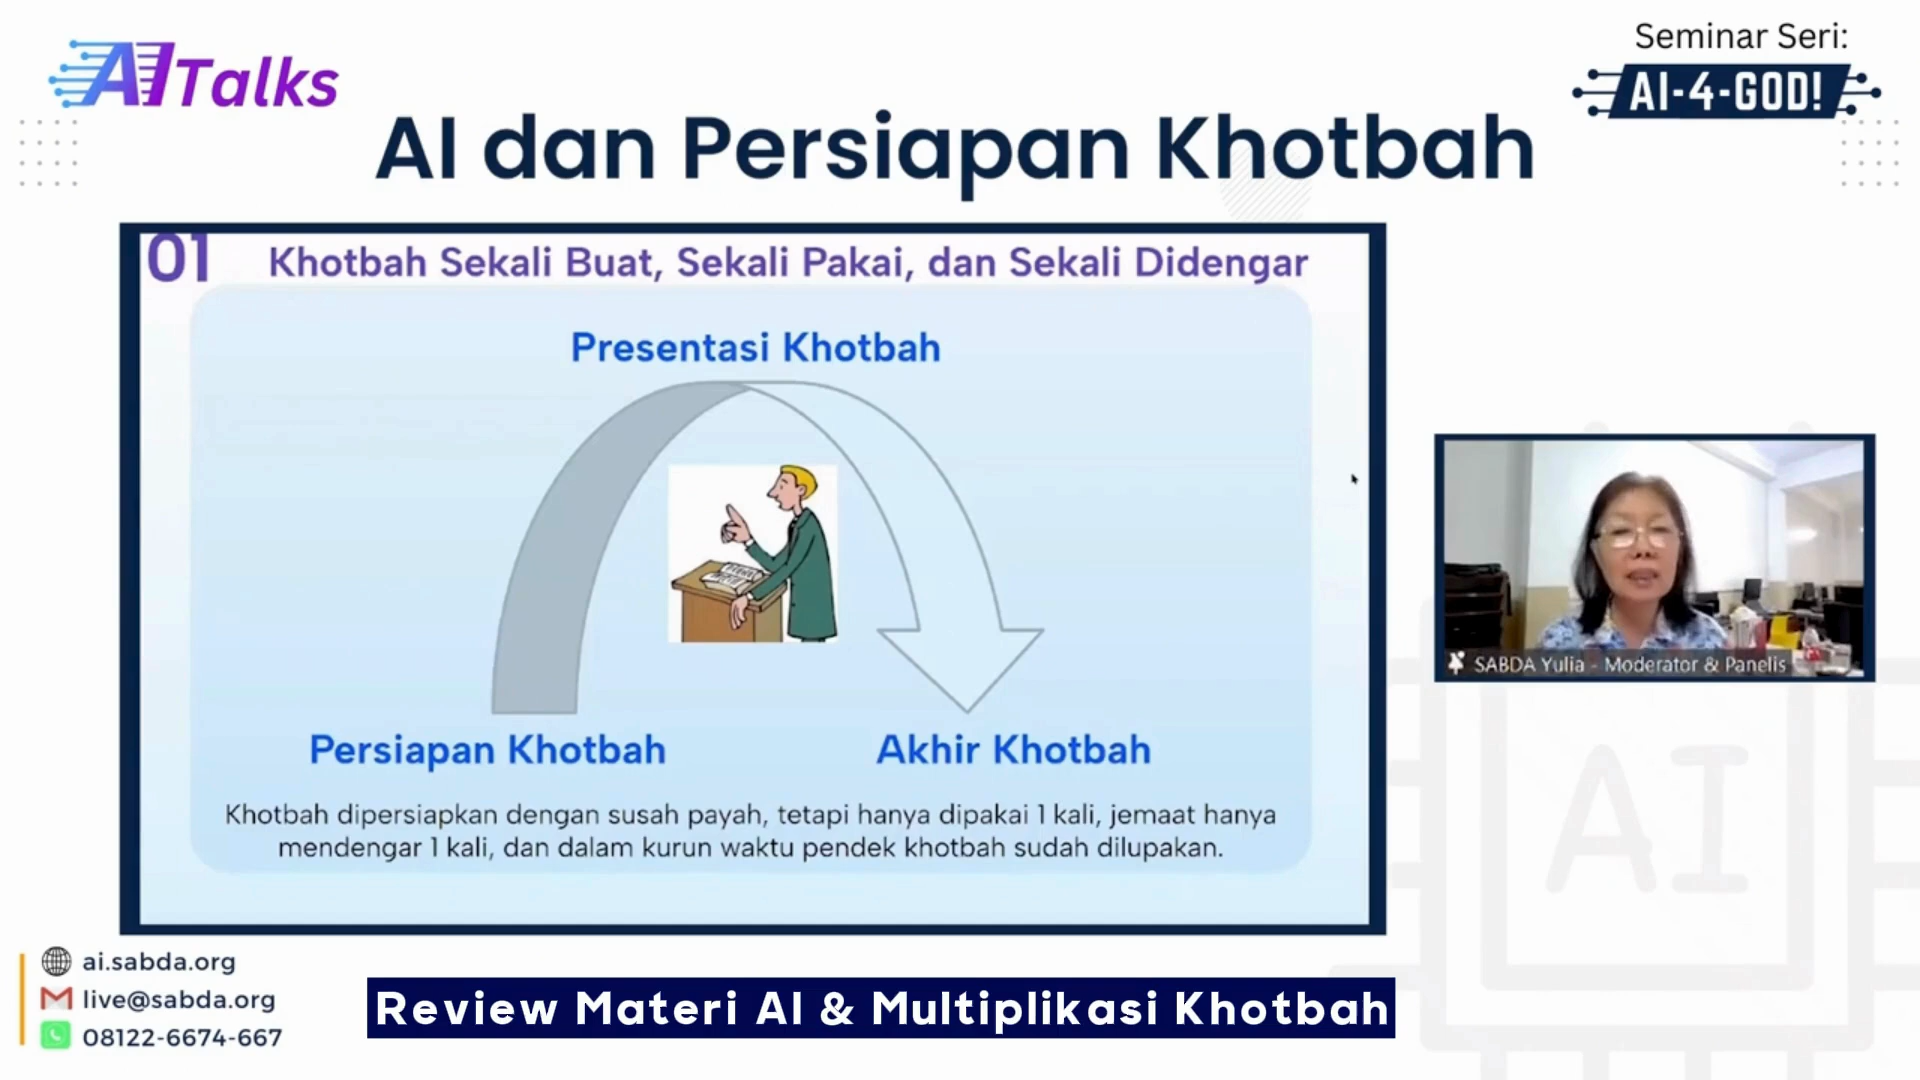 AI Talks
Seminar Seri:
AI-4-GOD!
AI dan Persiapan Khotbah
01 Khotbah Sekali Buat, Sekali Pakai, dan Sekali Didengar
Presentasi Khotbah
Persiapan Khotbah
Akhir Khotbah
Khotbah dipersiapkan dengan susah payah, tetapi hanya dipakai 1 kali, jemaat hanya
mendengar 1 kali, dan dalam kurun waktu pendek khotbah sudah dilupakan.
SABDA Yulia - Moderator & Panelis
AI
ai.sabda.org
live@sabda.org
08122-6674-667
Review Materi AI & Multiplikasi Khotbah